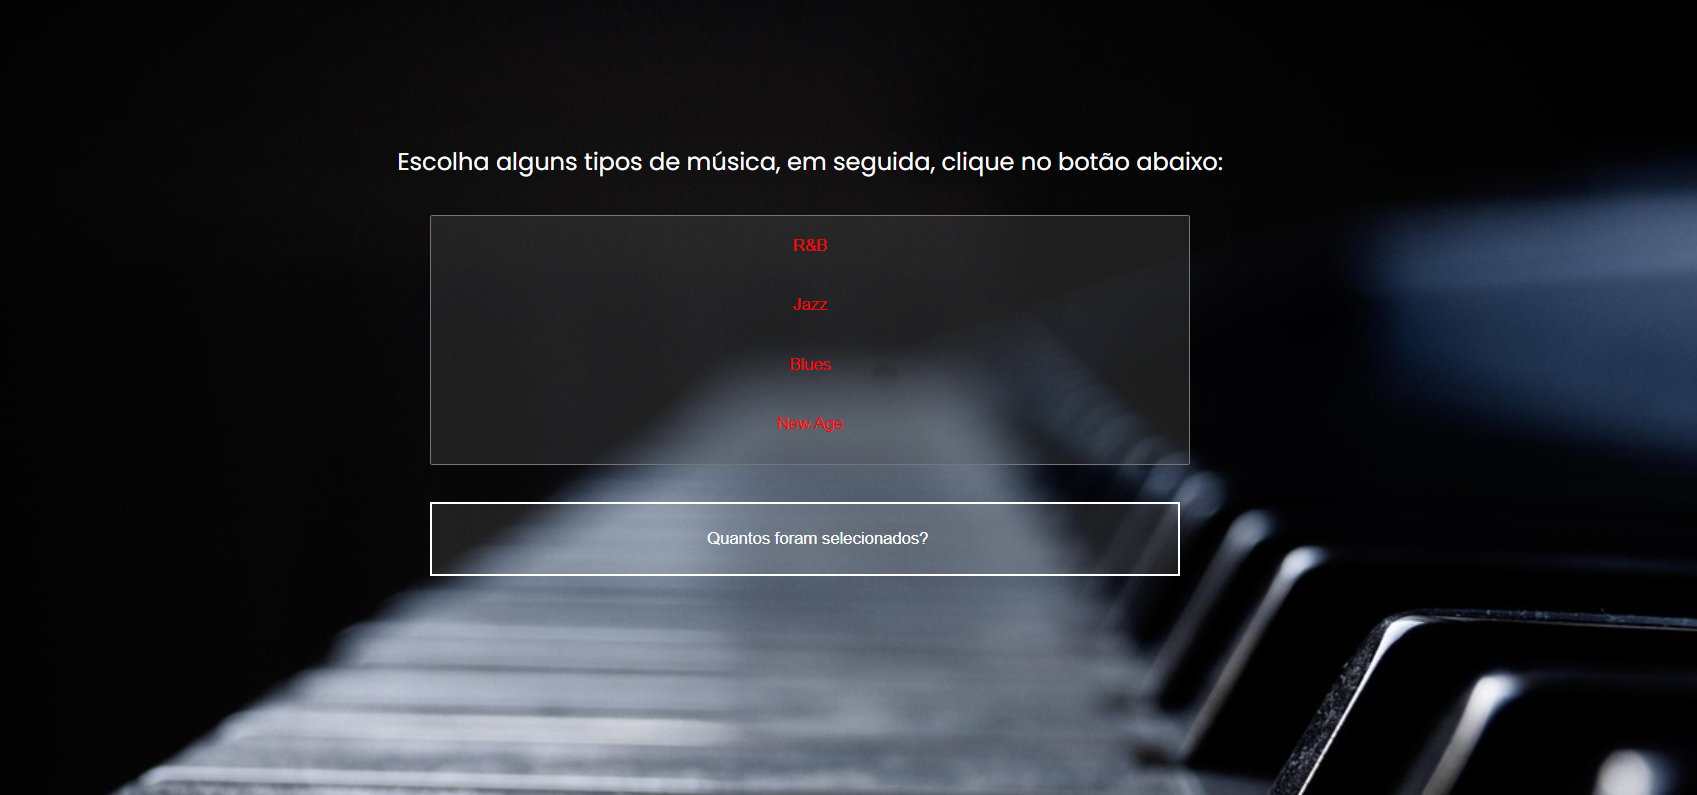 Escolha alguns tipos de música, em seguida, clique no botão abaixo:
R&B
Jazz
Blues
New Age
Quantos foram selecionados?